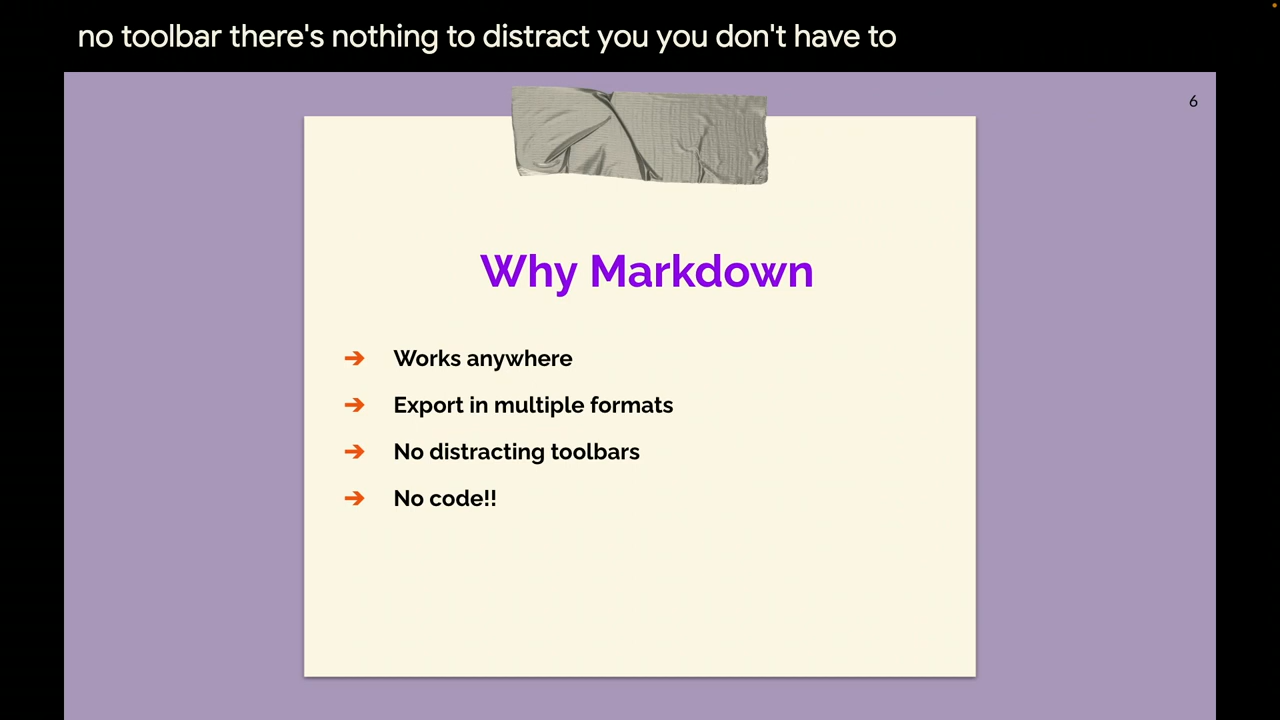 no toolbar there's nothing to distract you you don't have to
6
Why Markdown
➔ Works anywhere
➔ Export in multiple formats
➔ No distracting toolbars
➔ No code!!